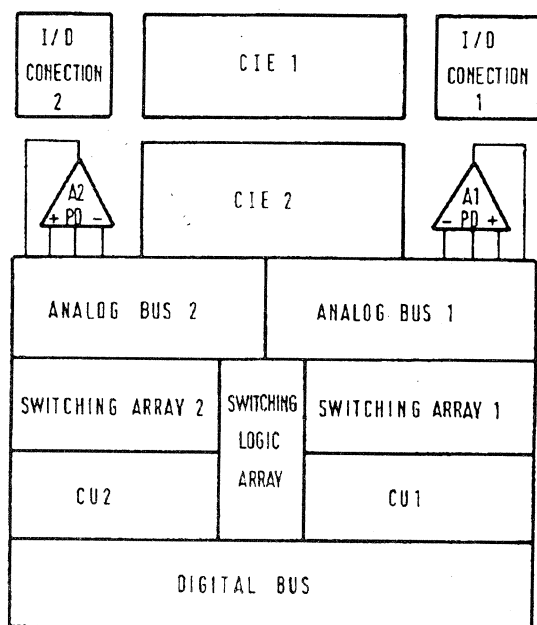 I/D
CONECTION
2
CIE 1
I/D
CONECTION
1
A2
+ PD -
CIE 2
A1
- PD +
ANALOG BUS 2
ANALOG BUS 1
SWITCHING ARRAY 2
SWITCHING
LOGIC
ARRAY
SWITCHING ARRAY 1
CU2
CU1
DIGITAL BUS